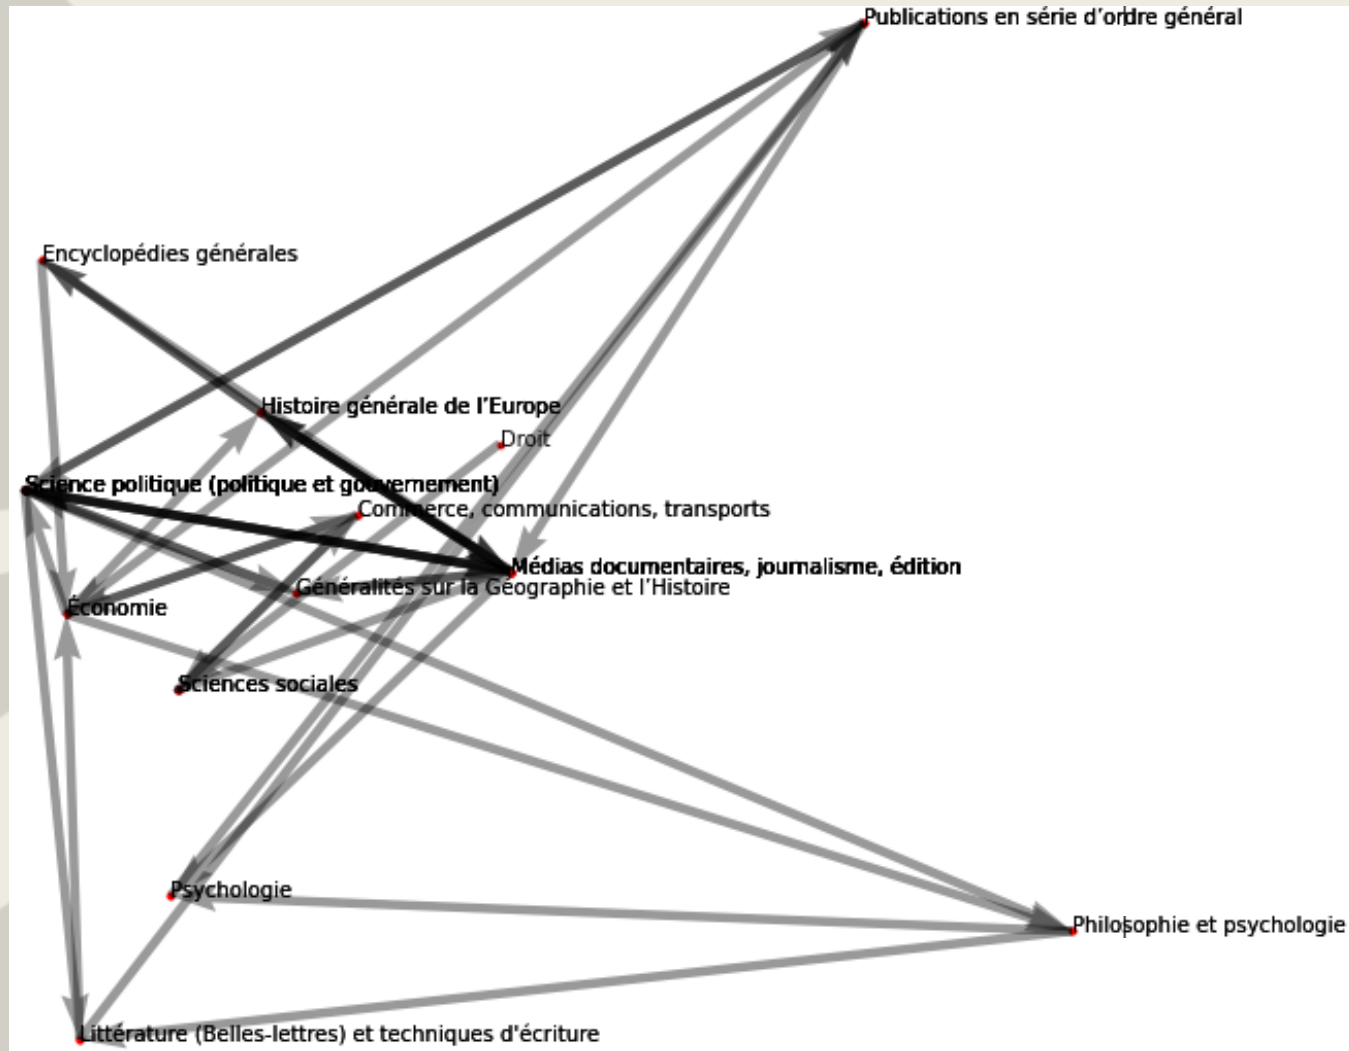 Publications en série d’ordre général
Encyclopédies générales
Histoire générale de l’Europe
Droit
Science politique (politique et gouvernement)
Commerce, communications, transports
Médias documentaires, journalisme, édition
Généralités sur la Géographie et l’Histoire
Économie
Sciences sociales
Psychologie
Philosophie et psychologie
Littérature (Belles-lettres) et techniques d'écriture